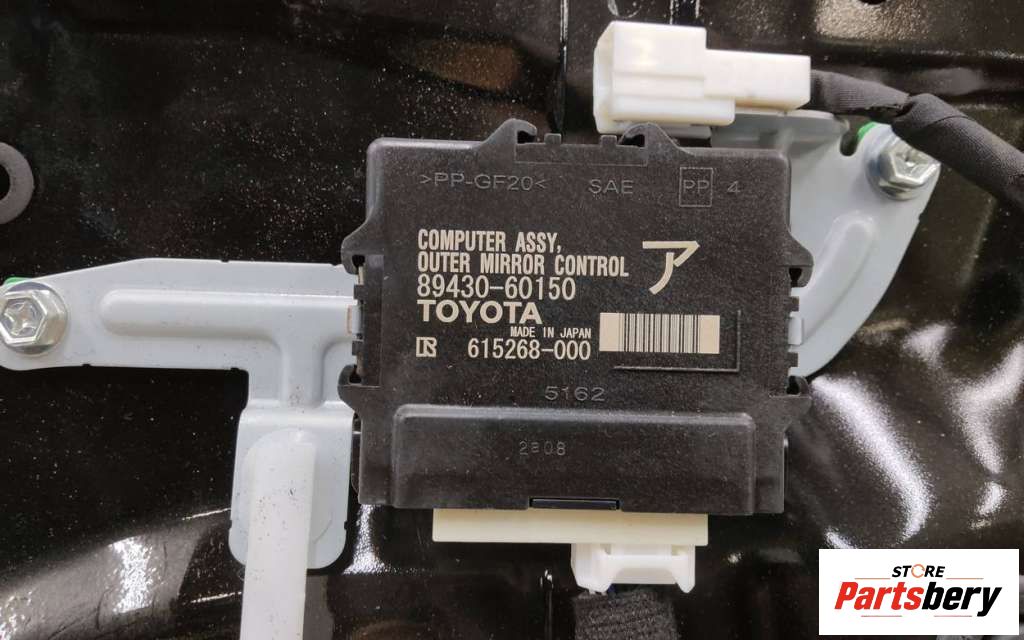 >PP-GF20< SAE PP 4
COMPUTER ASSY,
OUTER MIRROR CONTROL
ア
89430-60150
TOYOTA
MADE IN JAPAN
615268-000
5162
STORE
Partsbery